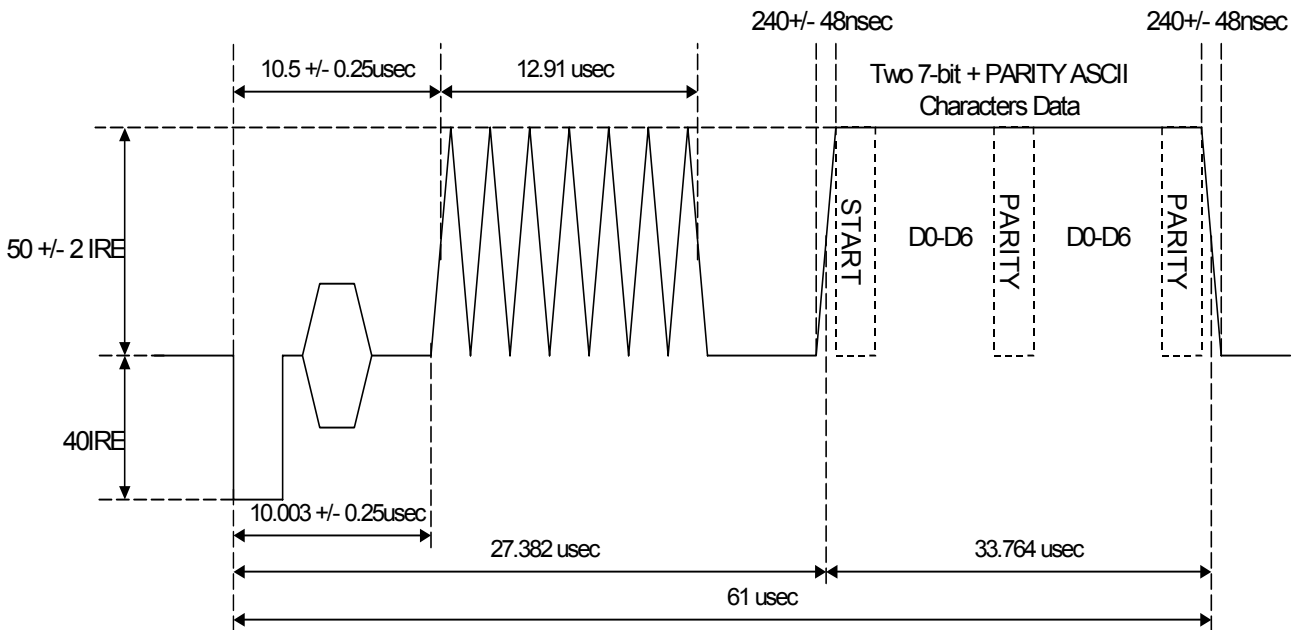 240+/- 48nsec
240+/- 48nsec
10.5 +/- 0.25usec
12.91 usec
Two 7-bit + PARITY ASCII
Characters Data
50 +/- 2 IRE
START
D0-D6
PARITY
D0-D6
PARITY
40IRE
10.003 +/- 0.25usec
27.382 usec
33.764 usec
61 usec